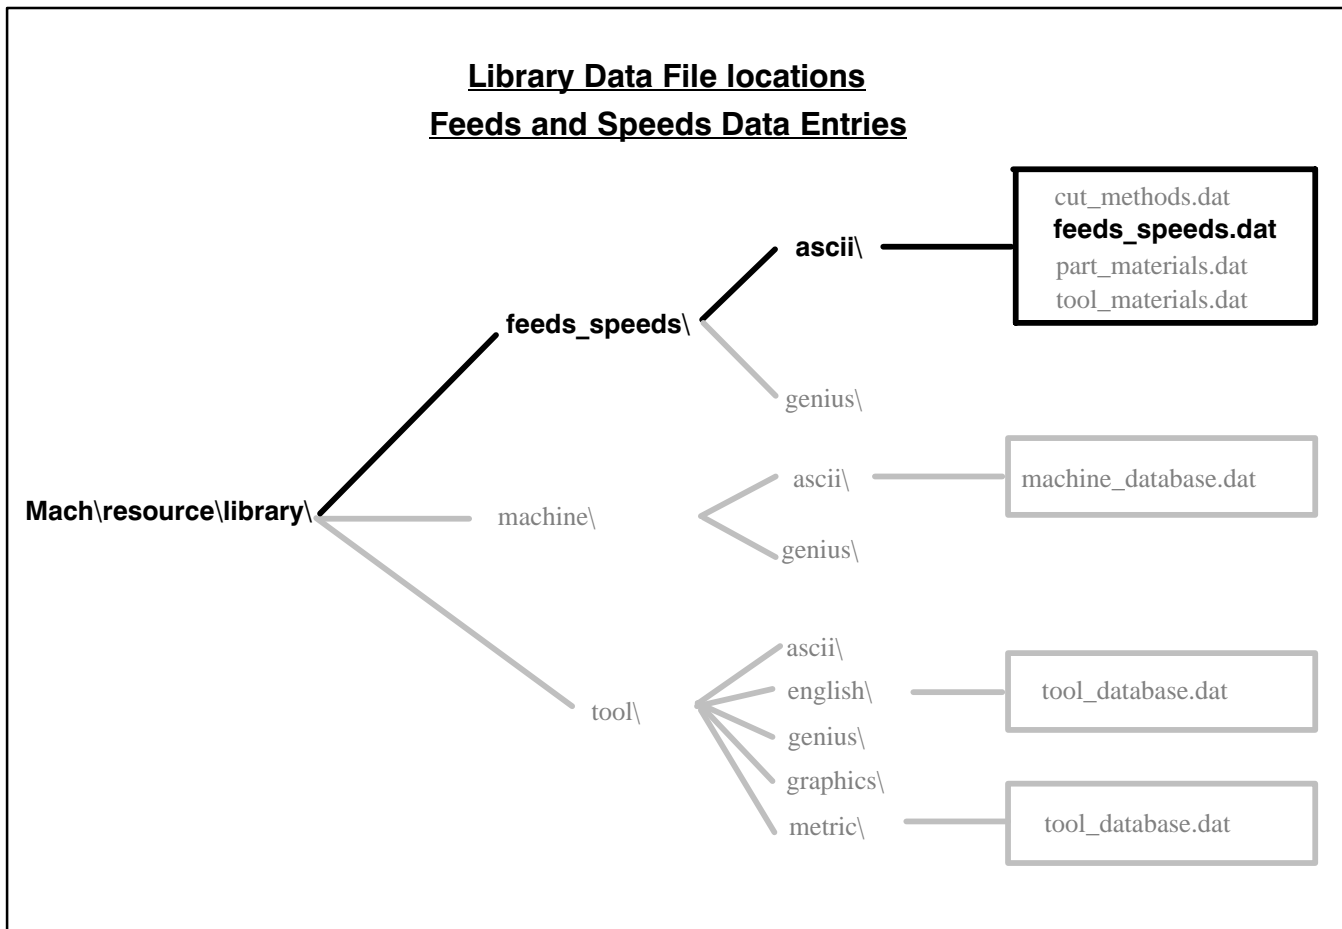 Library Data File locations
Feeds and Speeds Data Entries
cut_methods.dat
feeds_speeds.dat
part_materials.dat
tool_materials.dat
ascii\
feeds_speeds\
genius\
Mach\resource\library\
machine\
ascii\
machine_database.dat
genius\
tool\
ascii\
english\
tool_database.dat
genius\
graphics\
metric\
tool_database.dat